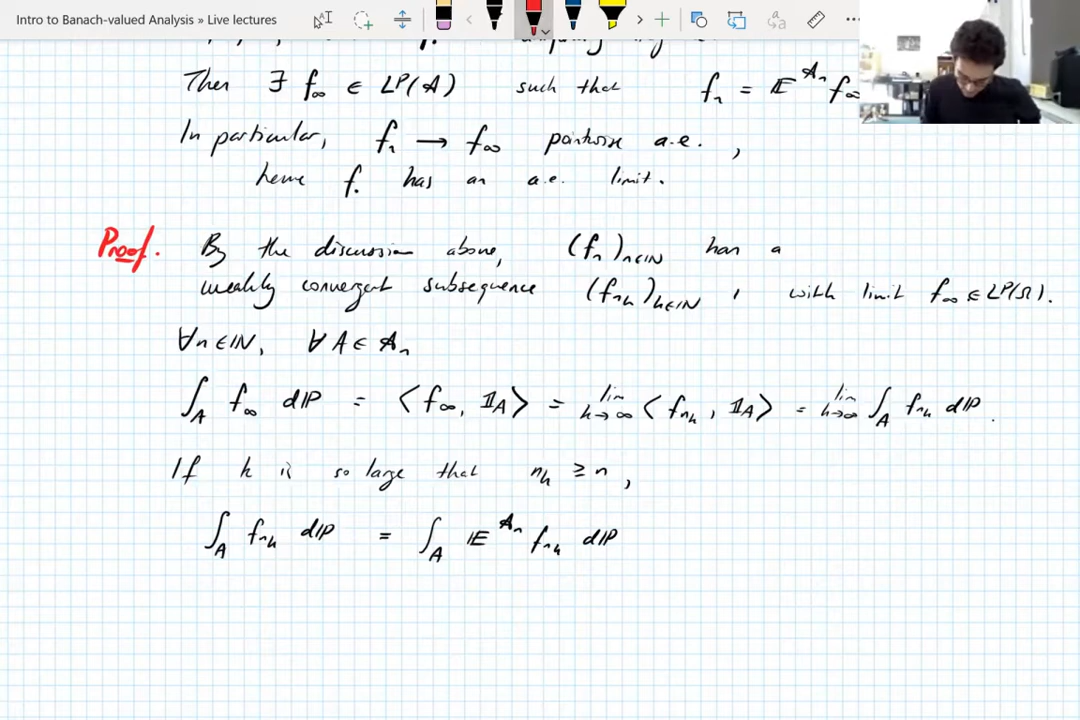 Intro to Banach-valued Analysis » Live lectures
Then ∃ f∞ ∈ Lᵖ(𝒜) such that fₙ = 𝔼^𝒜ₙ f∞
In particular, fₙ → f∞ pointwise a.e. ,
hence f. has an a.e. limit.
Proof. By the discussion above, (fₙ)ₙ∈ℕ has a
weakly convergent subsequence (f_{n_k})_{k∈ℕ} , with limit f∞ ∈ Lᵖ(Ω).
∀n∈ℕ, ∀A∈𝒜ₙ
∫_A f∞ dℙ = ⟨f∞, 𝟙_A⟩ = lim_{k→∞} ⟨f_{n_k}, 𝟙_A⟩ = lim_{k→∞} ∫_A f_{n_k} dℙ .
If k is so large that n_k ≥ n ,
∫_A f_{n_k} dℙ = ∫_A 𝔼^𝒜ₙ f_{n_k} dℙ